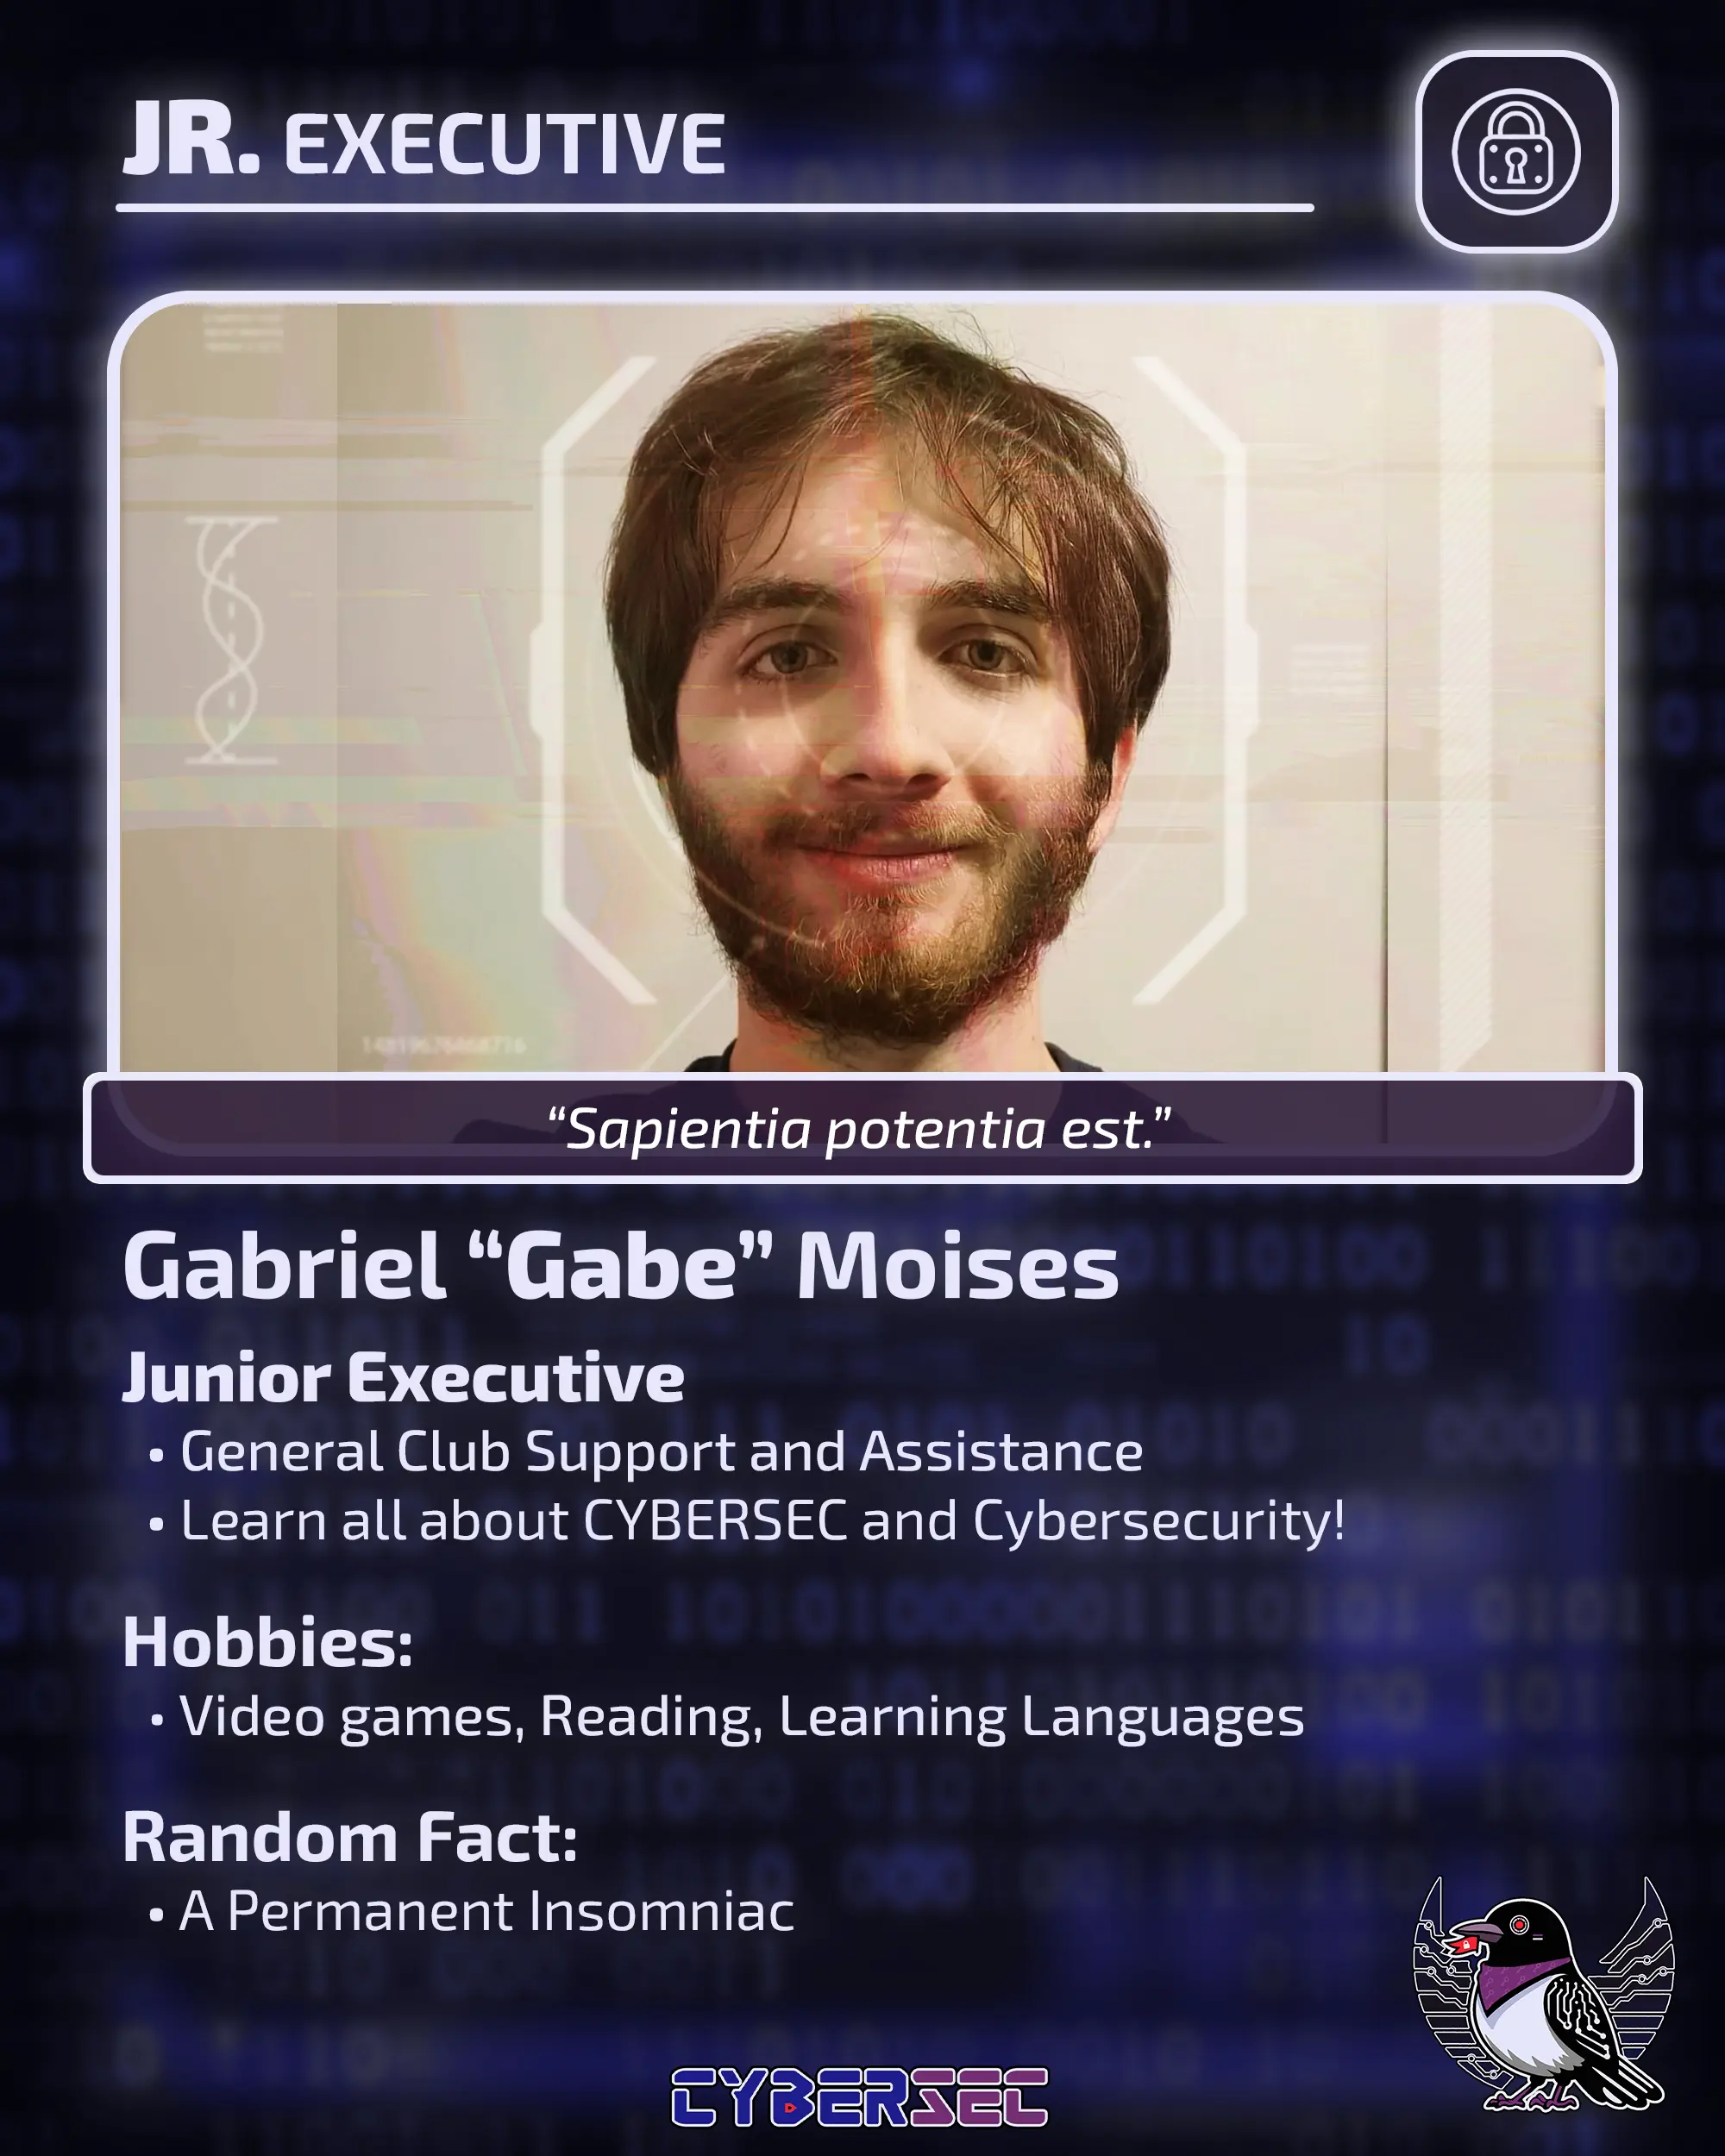 JR. EXECUTIVE
“Sapientia potentia est.”
Gabriel “Gabe” Moises
Junior Executive
• General Club Support and Assistance
• Learn all about CYBERSEC and Cybersecurity!
Hobbies:
• Video games, Reading, Learning Languages
Random Fact:
• A Permanent Insomniac
CYBERSEC